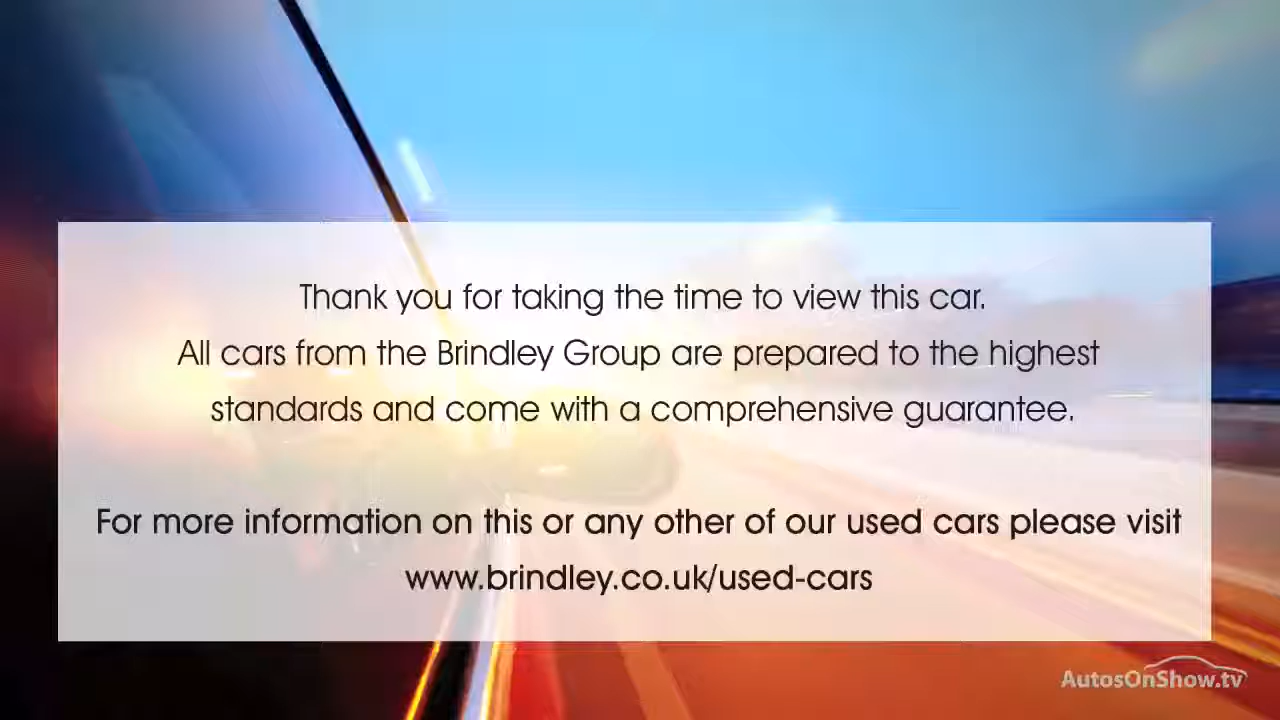 Thank you for taking the time to view this car.
All cars from the Brindley Group are prepared to the highest
standards and come with a comprehensive guarantee.
For more information on this or any other of our used cars please visit
www.brindley.co.uk/used-cars
AutosOnShow.tv